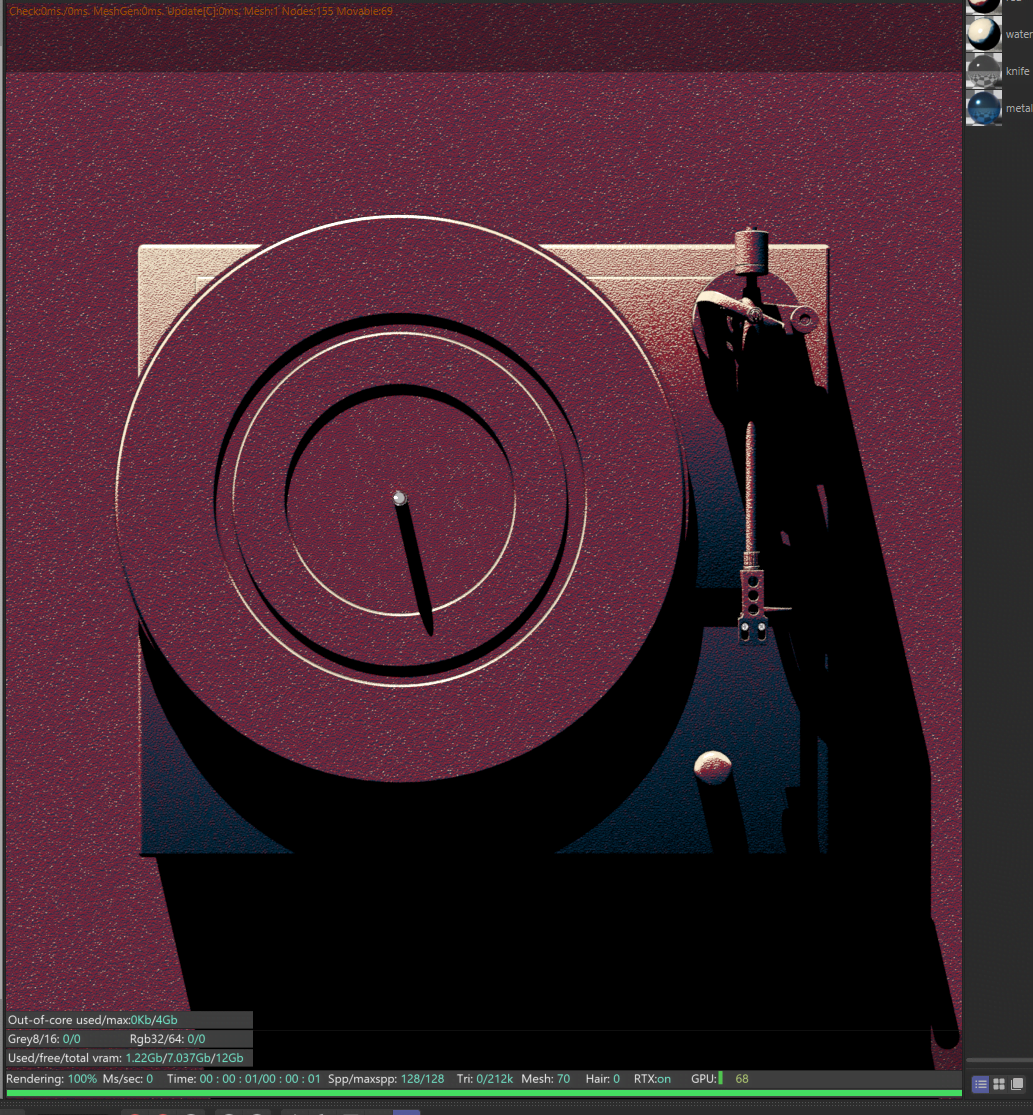 Check:0ms./0ms. MeshGen:0ms. Update[C]:0ms. Mesh:1 Nodes:155 Movable:69
water
knife
metal
Out-of-core used/max:0Kb/4Gb
Grey8/16: 0/0 Rgb32/64: 0/0
Used/free/total vram: 1.22Gb/7.037Gb/12Gb
Rendering: 100% Ms/sec: 0 Time: 00 : 00 : 01/00 : 00 : 01 Spp/maxspp: 128/128 Tri: 0/212k Mesh: 70 Hair: 0 RTX:on GPU: 68